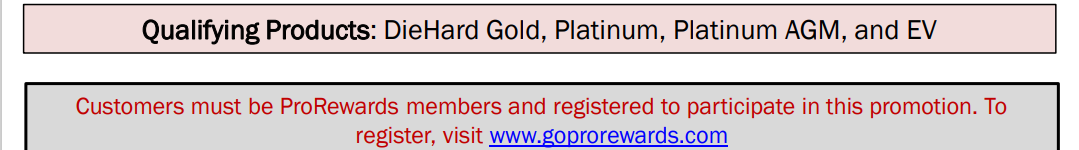 Qualifying Products: DieHard Gold, Platinum, Platinum AGM, and EV
Customers must be ProRewards members and registered to participate in this promotion. To
register, visit www.goprorewards.com